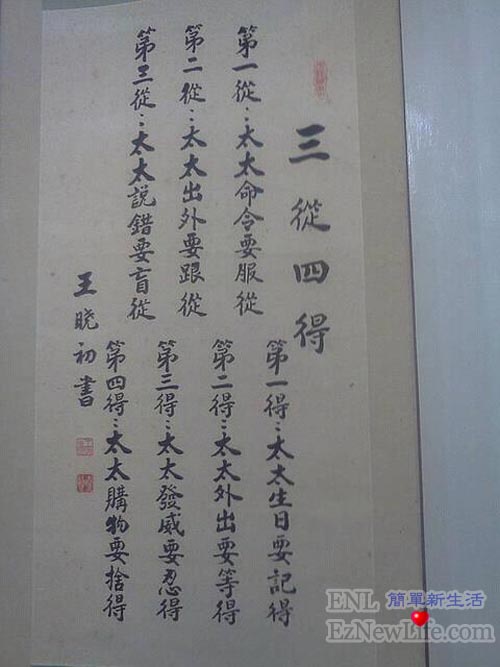 三從四得
第一從：太太命令要服從
第二從：太太出外要跟從
第三從：太太說錯要盲從
第一得：太太生日要記得
第二得：太太外出要等得
第三得：太太發威要忍得
第四得：太太購物要捨得
王曉初書
ENL 簡單新生活
EzNewLife.com